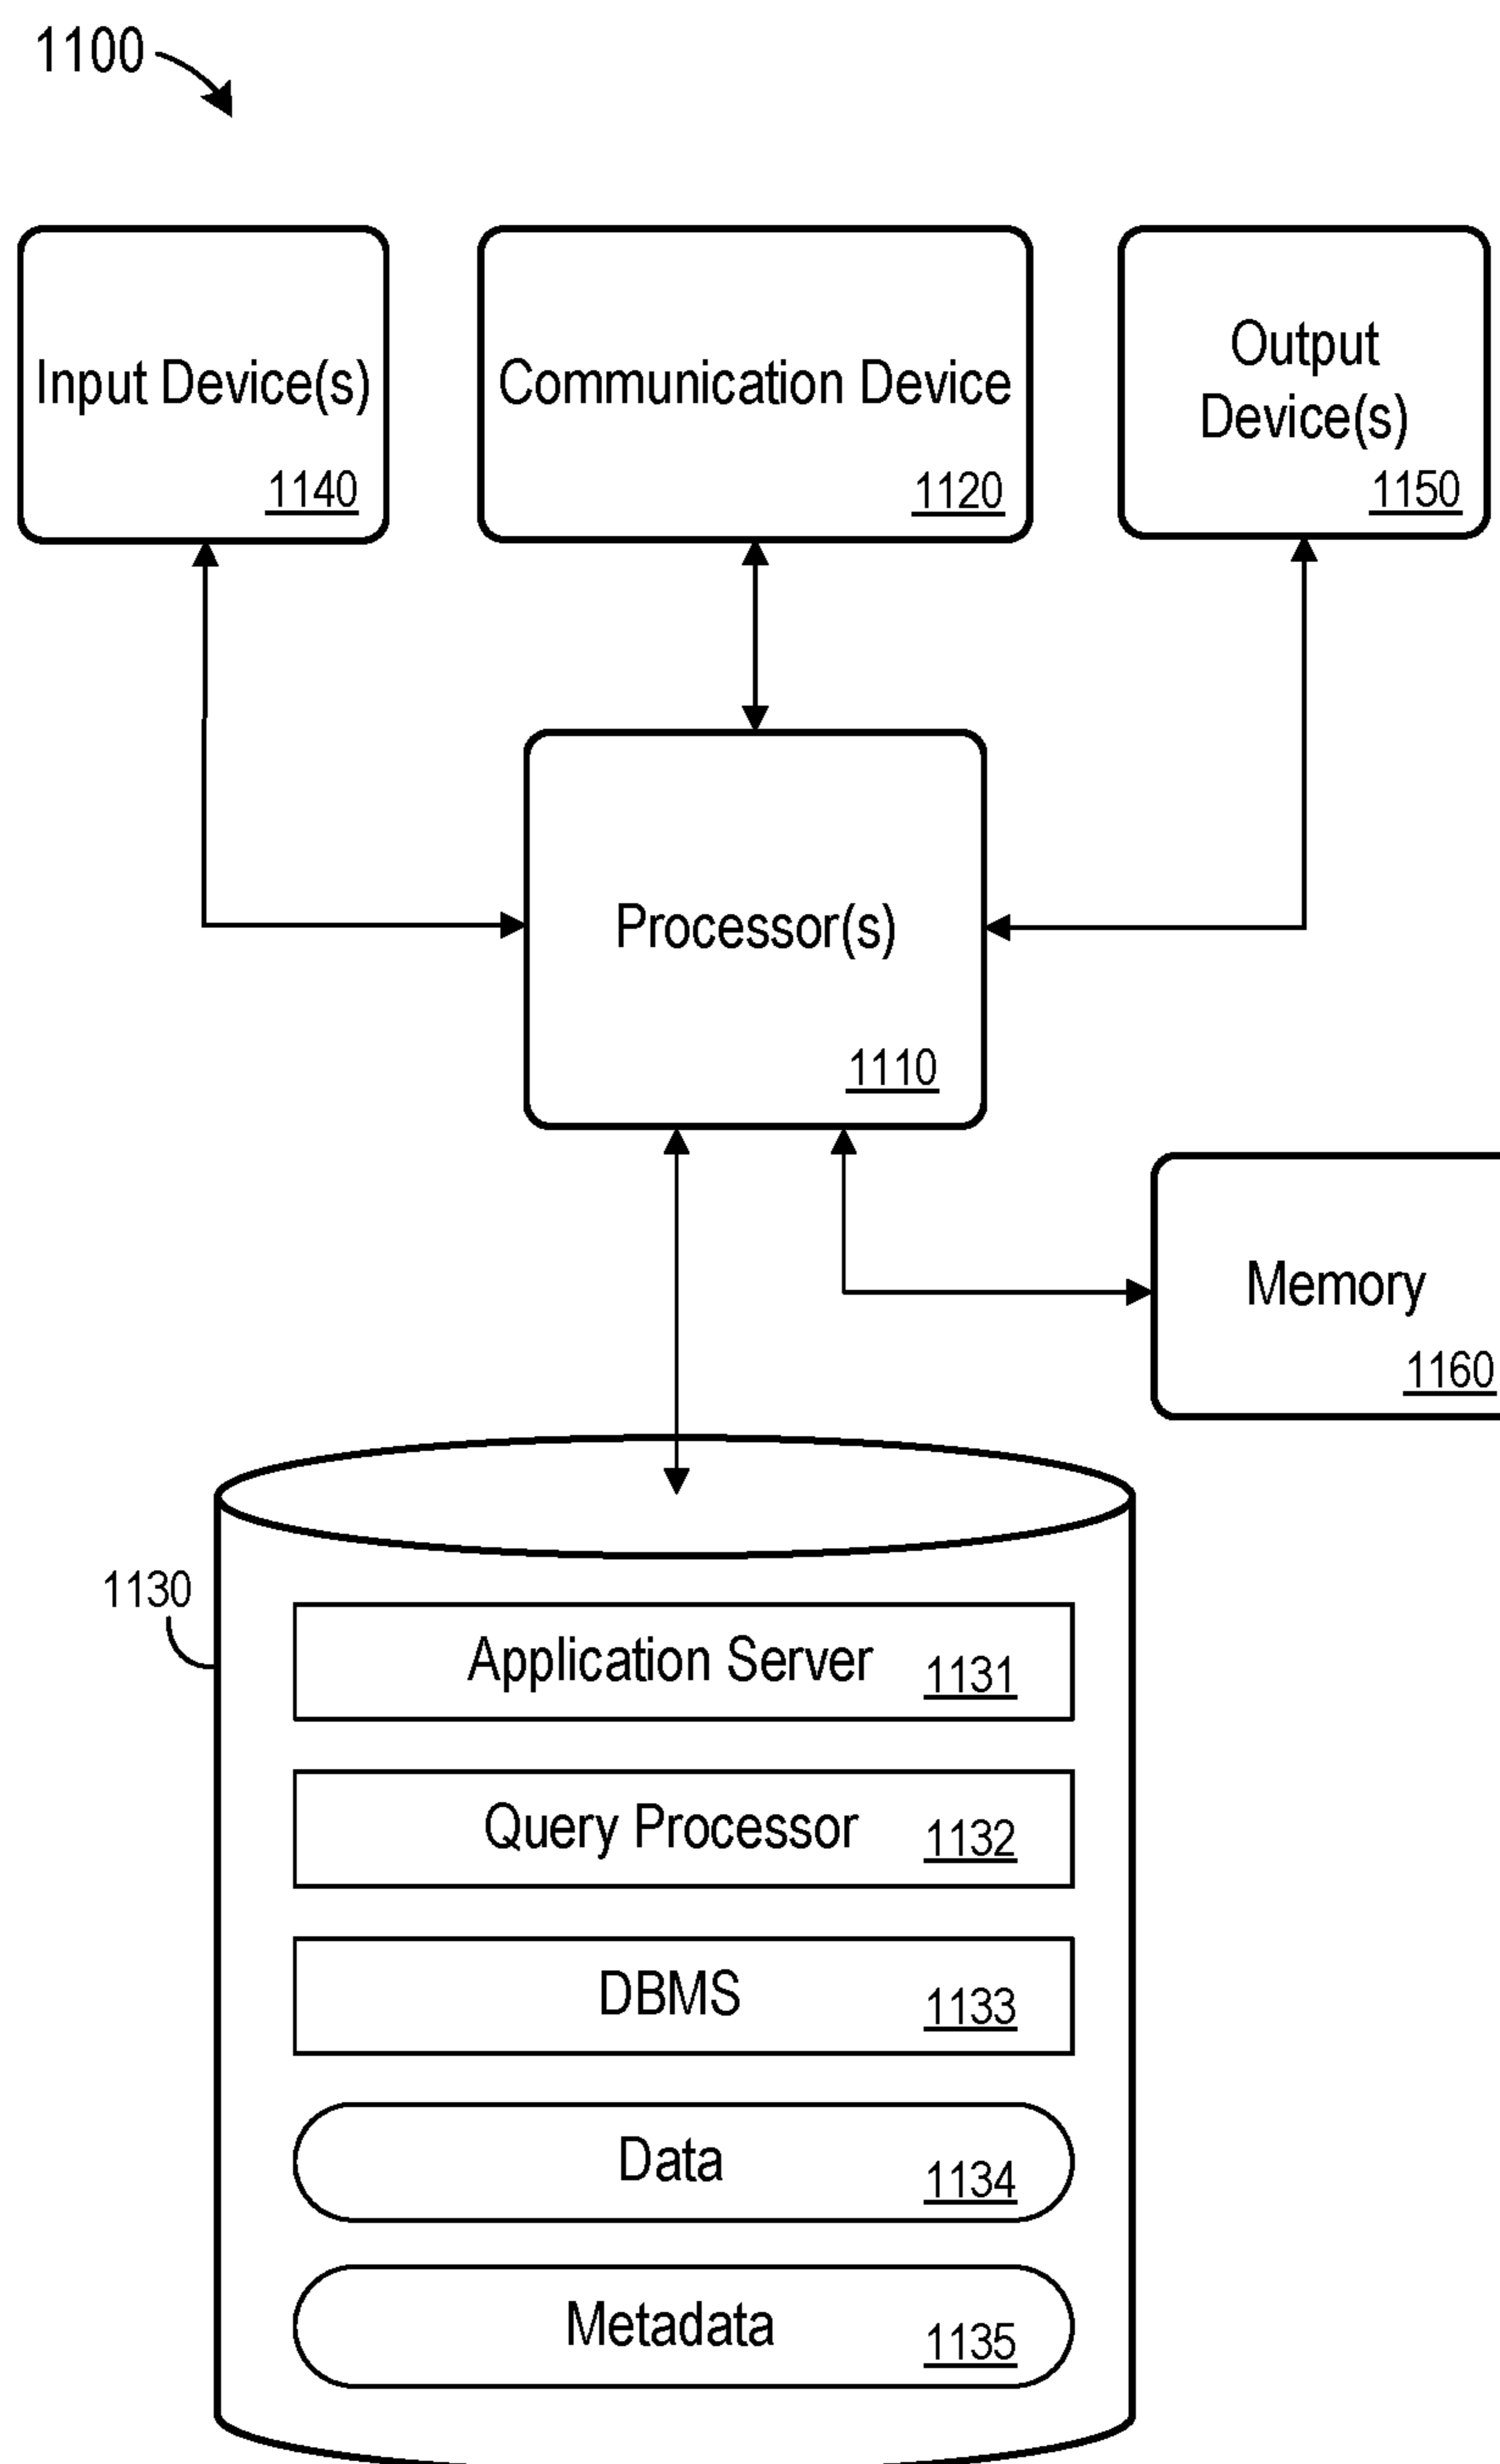 1100
Input Device(s)
1140
Communication Device
1120
Output
Device(s)
1150
Processor(s)
1110
Memory
1160
1130
Application Server 1131
Query Processor 1132
DBMS 1133
Data 1134
Metadata 1135